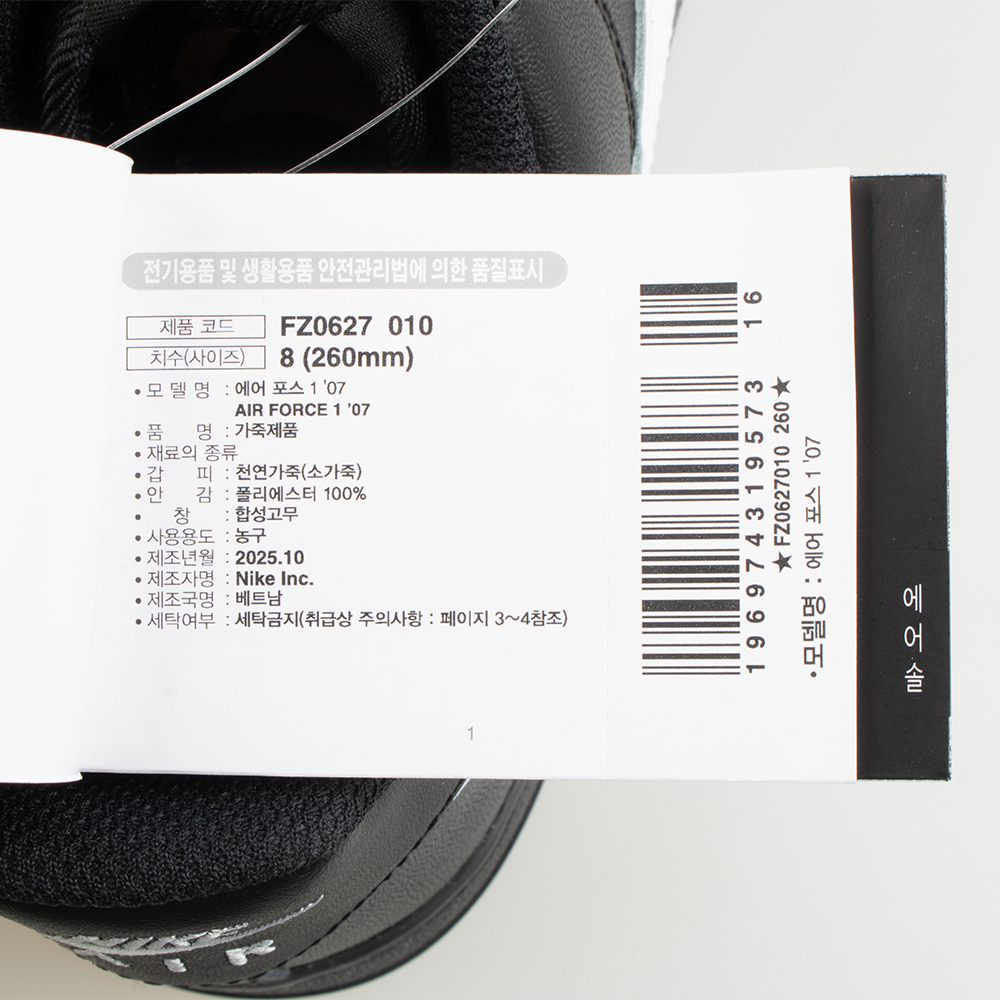 전기용품 및 생활용품 안전관리법에 의한 품질표시
제품 코드 FZ0627 010
치수(사이즈) 8 (260mm)
• 모 델 명 : 에어 포스 1 '07
AIR FORCE 1 '07
• 품 명 : 가죽제품
• 재료의 종류
• 갑 피 : 천연가죽(소가죽)
• 안 감 : 폴리에스터 100%
• 창 : 합성고무
• 사용용도 : 농구
• 제조년월 : 2025.10
• 제조자명 : Nike Inc.
• 제조국명 : 베트남
• 세탁여부 : 세탁금지(취급상 주의사항 : 페이지 3~4참조)
1
196974319573 16
★FZ0627010 260★
•모델명 : 에어 포스 1 '07
에어솔
AIR